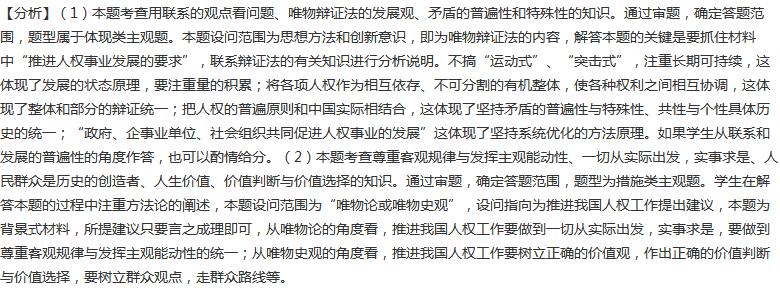 【分析】（1）本题考查用联系的观点看问题、唯物辩证法的发展观、矛盾的普遍性和特殊性的知识。通过审题，确定答题范
围，题型属于体现类主观题。本题设问范围为思想方法和创新意识，即为唯物辩证法的内容，解答本题的关键是要抓住材料
中“推进人权事业发展的要求”，联系辩证法的有关知识进行分析说明。不搞“运动式”、“突击式”，注重长期可持续，这
体现了发展的状态原理，要注重量的积累；将各项人权作为相互依存、不可分割的有机整体，使各种权利之间相互协调，这体
现了整体和部分的辩证统一；把人权的普遍原则和中国实际相结合，这体现了坚持矛盾的普遍性与特殊性、共性与个性具体历
史的统一；“政府、企事业单位、社会组织共同促进人权事业的发展”这体现了坚持系统优化的方法原理。如果学生从联系和
发展的普遍性的角度作答，也可以酌情给分。（2）本题考查尊重客观规律与发挥主观能动性、一切从实际出发，实事求是、人
民群众是历史的创造者、人生价值、价值判断与价值选择的知识。通过审题，确定答题范围，题型为措施类主观题。学生在解
答本题的过程中注重方法论的阐述，本题设问范围为“唯物论或唯物史观”，设问指向为推进我国人权工作提出建议，本题为
背景式材料，所提建议只要言之成理即可，从唯物论的角度看，推进我国人权工作要做到一切从实际出发，实事求是，要做到
尊重客观规律与发挥主观能动性的统一；从唯物史观的角度看，推进我国人权工作要树立正确的价值观，作出正确的价值判断
与价值选择，要树立群众观点，走群众路线等。